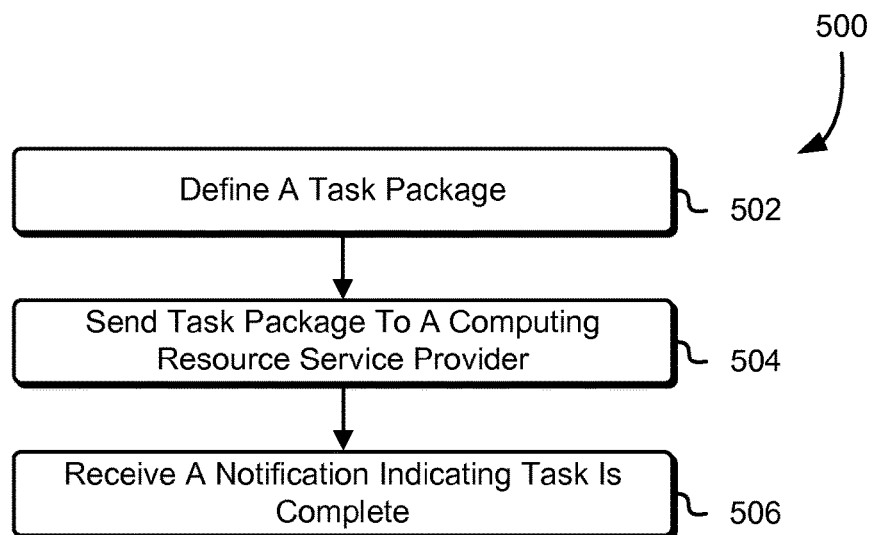 500
Define A Task Package
502
Send Task Package To A Computing
Resource Service Provider
504
Receive A Notification Indicating Task Is
Complete
506